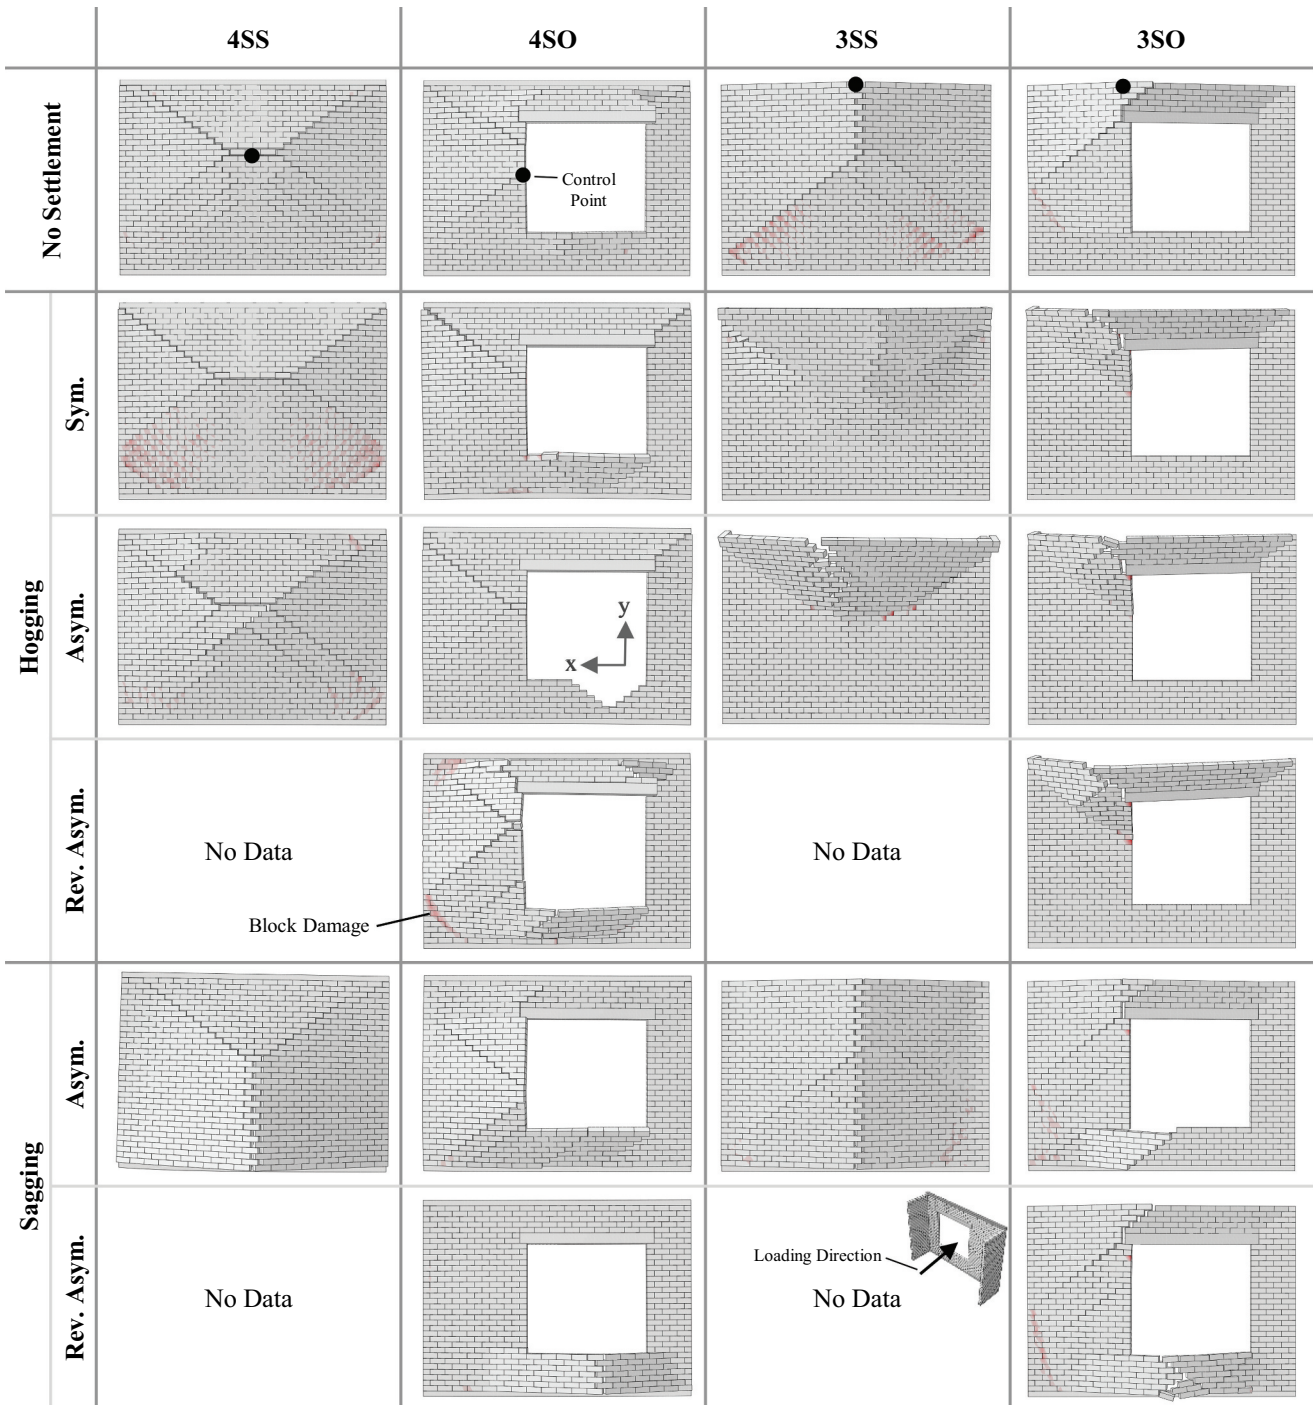 4SS
4SO
3SS
3SO
No Settlement
Control
Point
Hogging
Sym.
Asym.
y
x
Rev. Asym.
No Data
Block Damage
No Data
Sagging
Asym.
Rev. Asym.
No Data
Loading Direction
No Data